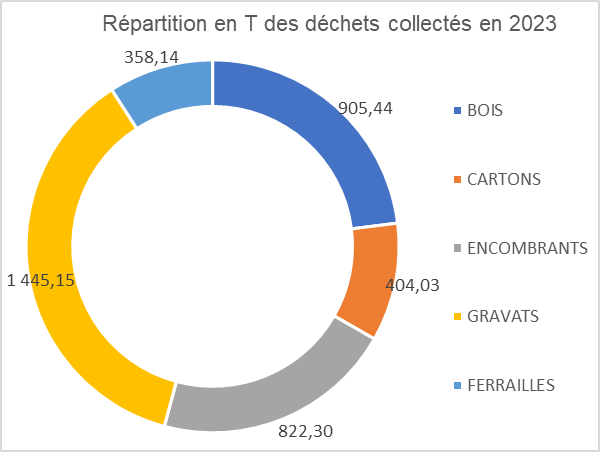 Répartition en T des déchets collectés en 2023
358,14
905,44
BOIS
CARTONS
ENCOMBRANTS
1 445,15
404,03
GRAVATS
FERRAILLES
822,30